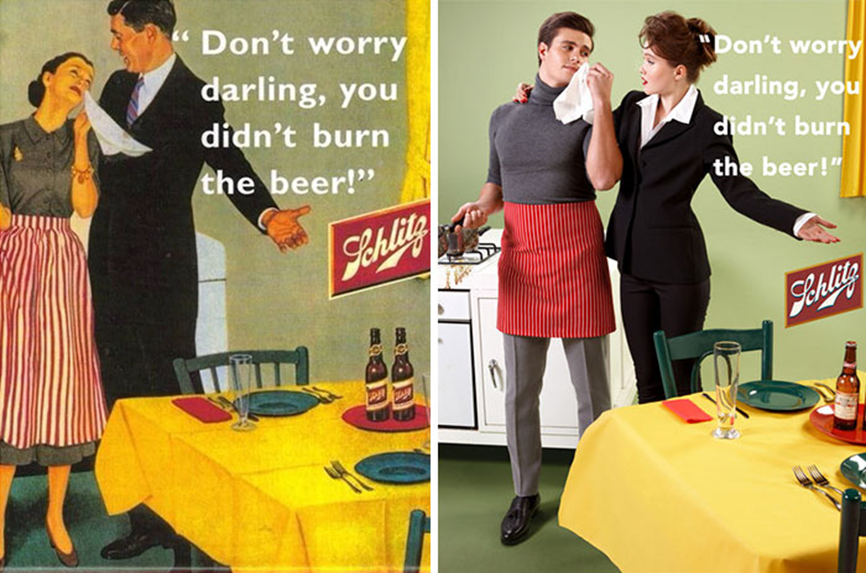 “ Don’t worry
darling, you
didn’t burn
the beer!”
Schlitz
“Don’t worry
darling, you
didn’t burn
the beer!”
Schlitz